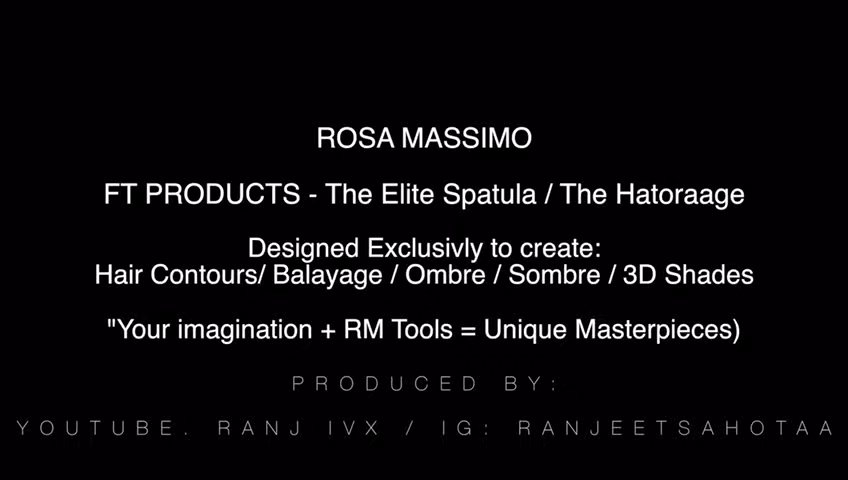 ROSA MASSIMO
FT PRODUCTS - The Elite Spatula / The Hatoraage
Designed Exclusivly to create:
Hair Contours/ Balayage / Ombre / Sombre / 3D Shades
"Your imagination + RM Tools = Unique Masterpieces)
PRODUCED BY:
YOUTUBE. RANJ IVX / IG: RANJEETSAHOTAA